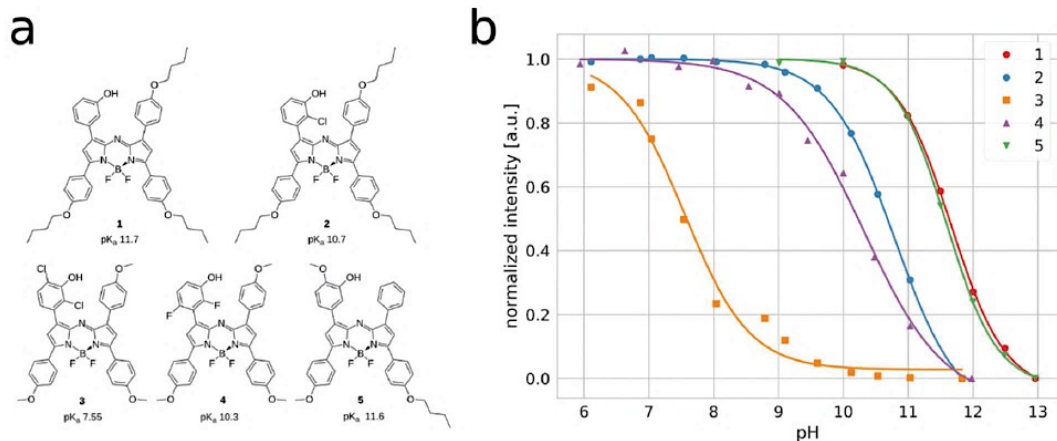 a
b
OH
O
N
N
N
B
F
F
O
O
1
pKa 11.7
OH
Cl
O
N
N
N
B
F
F
O
O
2
pKa 10.7
Cl
OH
Cl
O
N
N
N
B
F
F
O
O
3
pKa 7.55
OH
F
F
O
N
N
N
B
F
F
O
O
4
pKa 10.3
O
OH
N
N
N
B
F
F
O
5
pKa 11.6
normalized intensity [a.u.]
1.0
0.8
0.6
0.4
0.2
0.0
6 7 8 9 10 11 12 13
pH
1
2
3
4
5